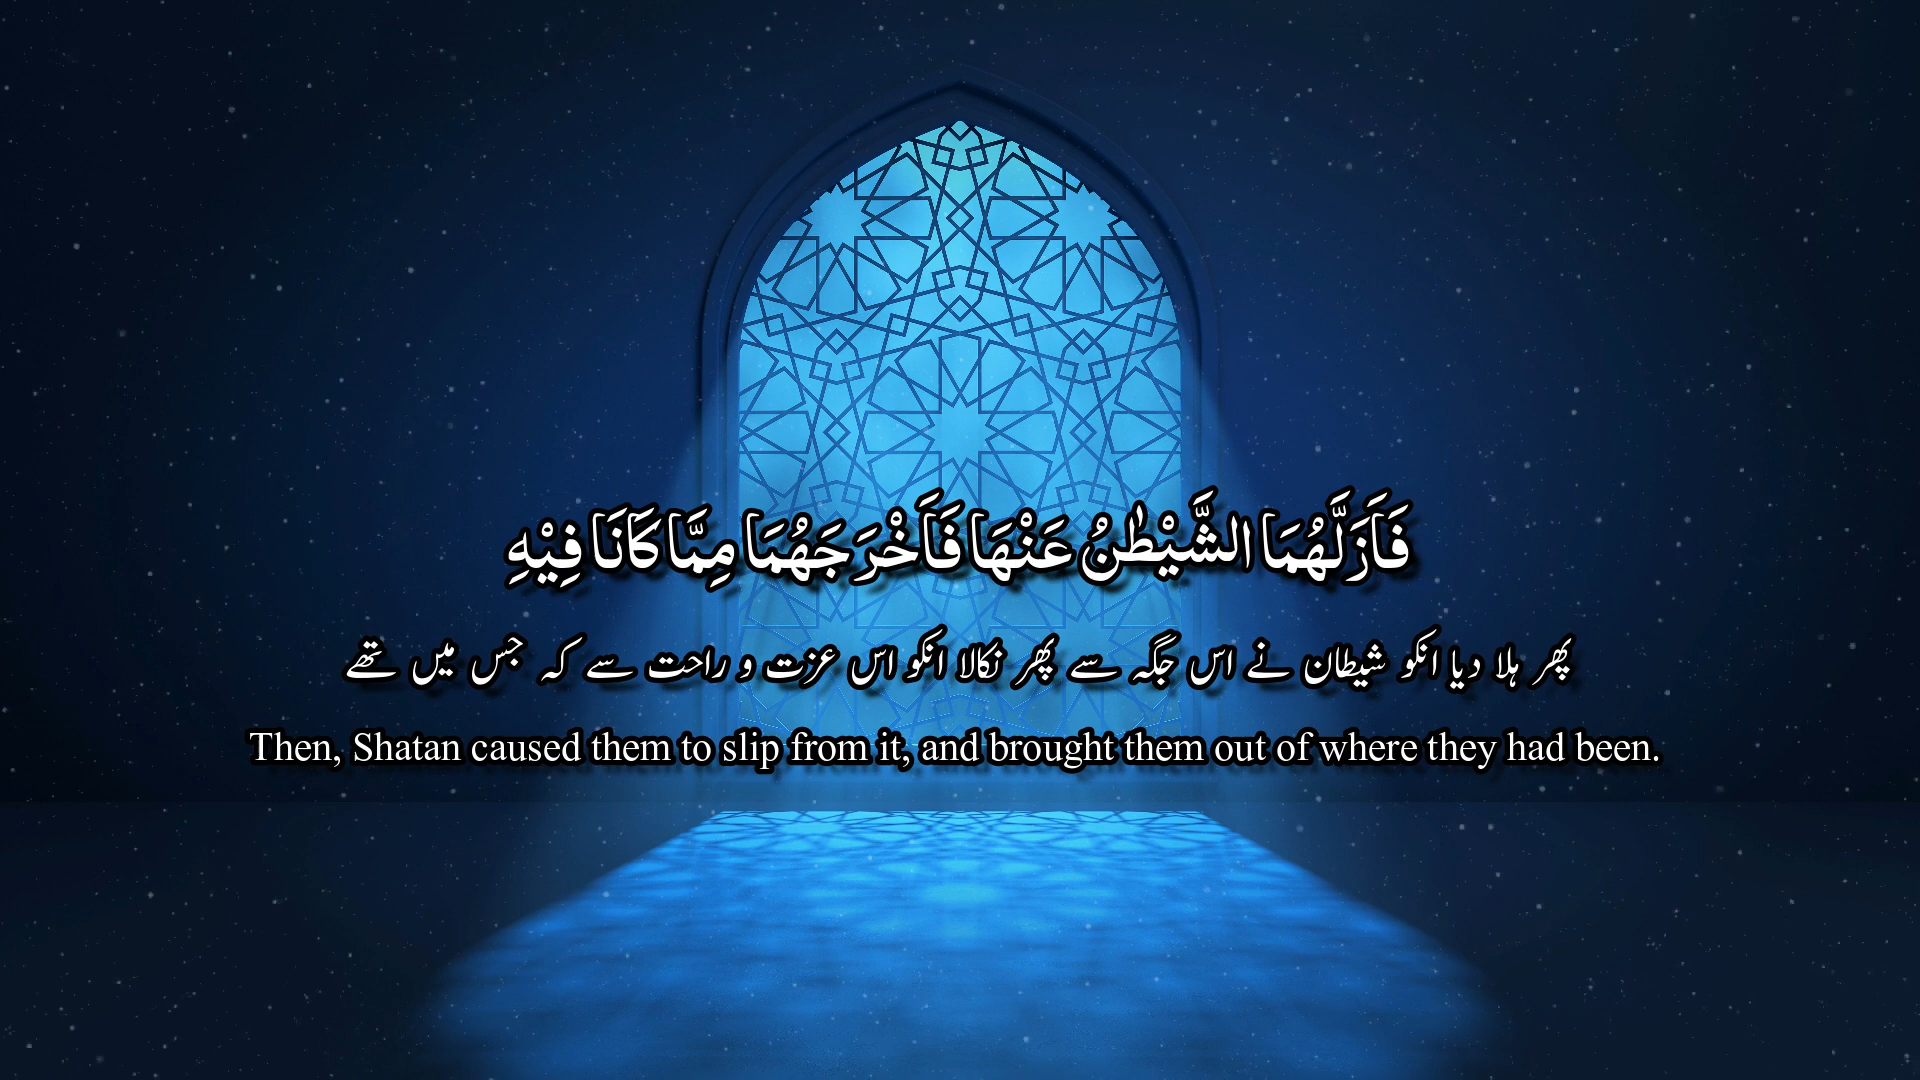 فَاَزَلَّهُمَا الشَّيْطٰنُ عَنْهَا فَاَخْرَجَهُمَا مِمَّا كَانَا فِيْهِ
پھر ہلا دیا انکو شیطان نے اس جگہ سے پھر نکالا انکو اس عزت و راحت سے کہ جس میں تھے
Then, Shatan caused them to slip from it, and brought them out of where they had been.